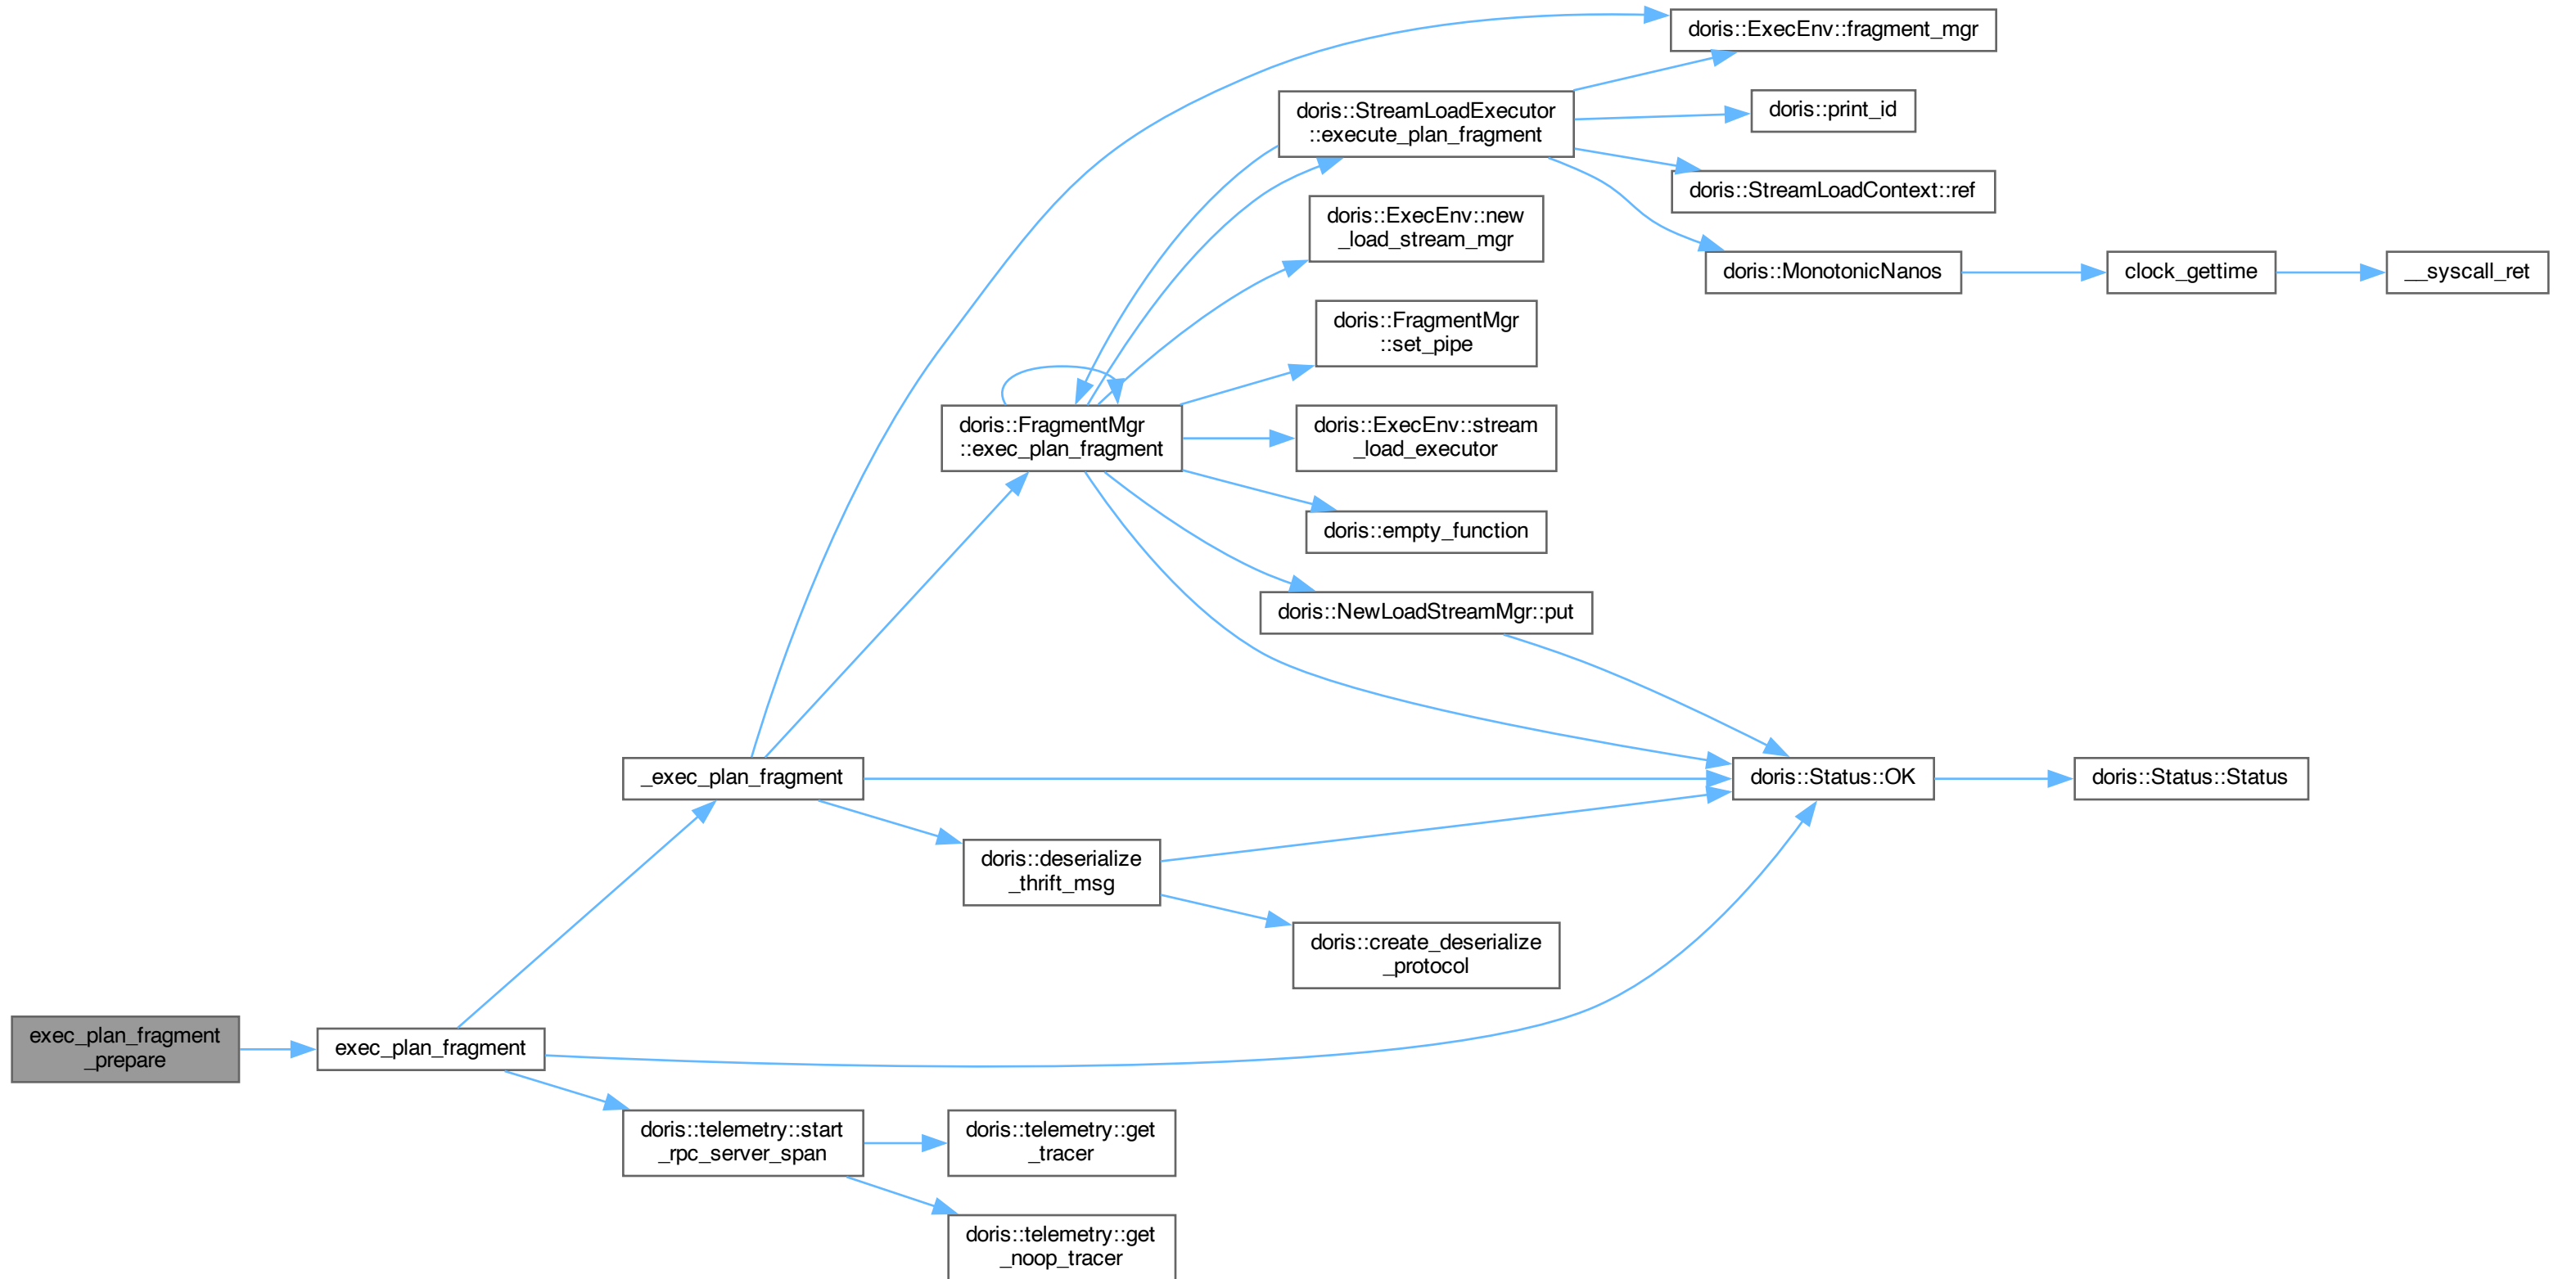 doris::ExecEnv::fragment_mgr
doris::StreamLoadExecutor
::execute_plan_fragment
doris::print_id
doris::StreamLoadContext::ref
doris::ExecEnv::new
_load_stream_mgr
doris::MonotonicNanos
clock_gettime
__syscall_ret
doris::FragmentMgr
::set_pipe
doris::FragmentMgr
::exec_plan_fragment
doris::ExecEnv::stream
_load_executor
doris::empty_function
doris::NewLoadStreamMgr::put
_exec_plan_fragment
doris::Status::OK
doris::Status::Status
doris::deserialize
_thrift_msg
doris::create_deserialize
_protocol
exec_plan_fragment
_prepare
exec_plan_fragment
doris::telemetry::start
_rpc_server_span
doris::telemetry::get
_tracer
doris::telemetry::get
_noop_tracer